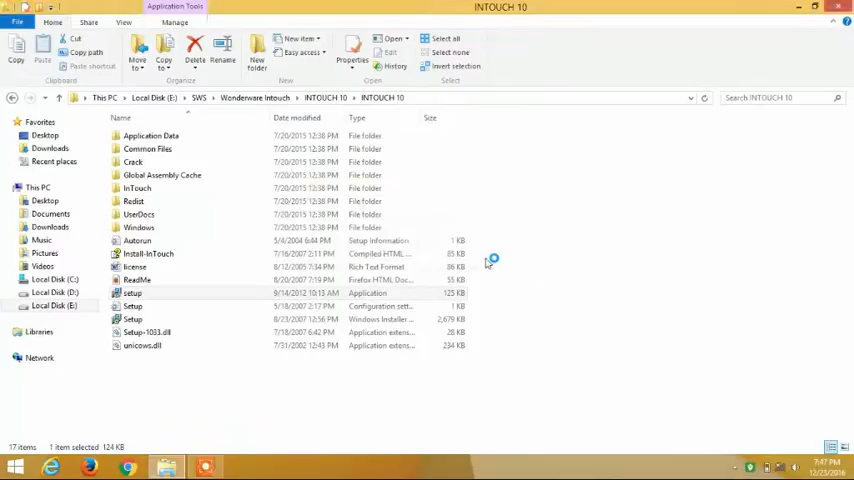 Application Tools
INTOUCH 10
File Home Share View Manage
Copy
Paste
Cut
Copy path
Paste shortcut
Clipboard
Move to
Copy to
Delete
Rename
Organize
New folder
New item
Easy access
New
Properties
Open
Edit
History
Open
Select all
Select none
Invert selection
Select
This PC Local Disk (E:) SWS Wonderware Intouch INTOUCH 10 INTOUCH 10
Search INTOUCH 10
Favorites
Desktop
Downloads
Recent places
This PC
Desktop
Documents
Downloads
Music
Pictures
Videos
Local Disk (C:)
Local Disk (D:)
Local Disk (E:)
Libraries
Network
Name Date modified Type Size
Application Data 7/20/2015 12:38 PM File folder
Common Files 7/20/2015 12:38 PM File folder
Crack 7/20/2015 12:38 PM File folder
Global Assembly Cache 7/20/2015 12:38 PM File folder
InTouch 7/20/2015 12:38 PM File folder
Redist 7/20/2015 12:38 PM File folder
UserDocs 7/20/2015 12:38 PM File folder
Windows 7/20/2015 12:38 PM File folder
Autorun 5/4/2004 6:44 PM Setup Information 1 KB
Install-InTouch 7/16/2007 2:11 PM Compiled HTML ... 85 KB
license 8/12/2005 7:34 PM Rich Text Format 86 KB
ReadMe 8/20/2007 7:19 PM Firefox HTML Doc... 55 KB
setup 9/14/2012 10:13 AM Application 125 KB
Setup 5/18/2007 2:17 PM Configuration sett... 1 KB
Setup 8/23/2007 12:56 PM Windows Installer ... 2,679 KB
Setup-1033.dll 7/18/2007 6:42 PM Application extens... 28 KB
unicows.dll 7/31/2002 12:43 PM Application extens... 234 KB
17 items 1 item selected 124 KB
7:47 PM
12/23/2016